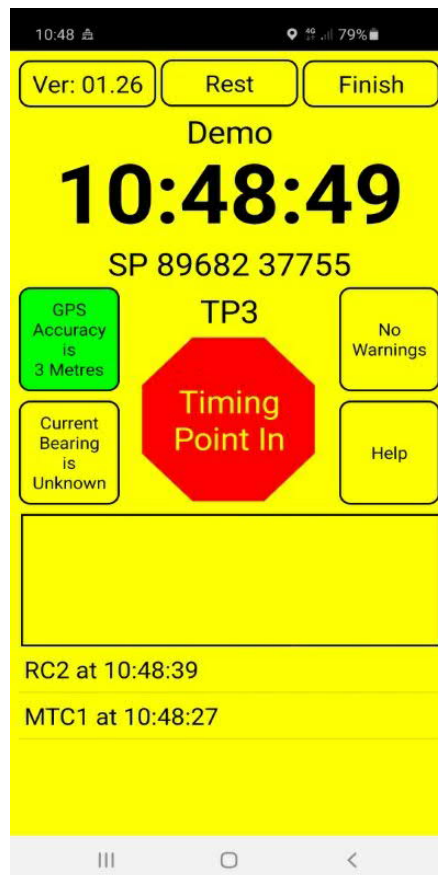 10:48
4G
79%
Ver: 01.26
Rest
Finish
Demo
10:48:49
SP 89682 37755
GPS
Accuracy
is
3 Metres
TP3
No
Warnings
Timing
Point In
Current
Bearing
is
Unknown
Help
RC2 at 10:48:39
MTC1 at 10:48:27